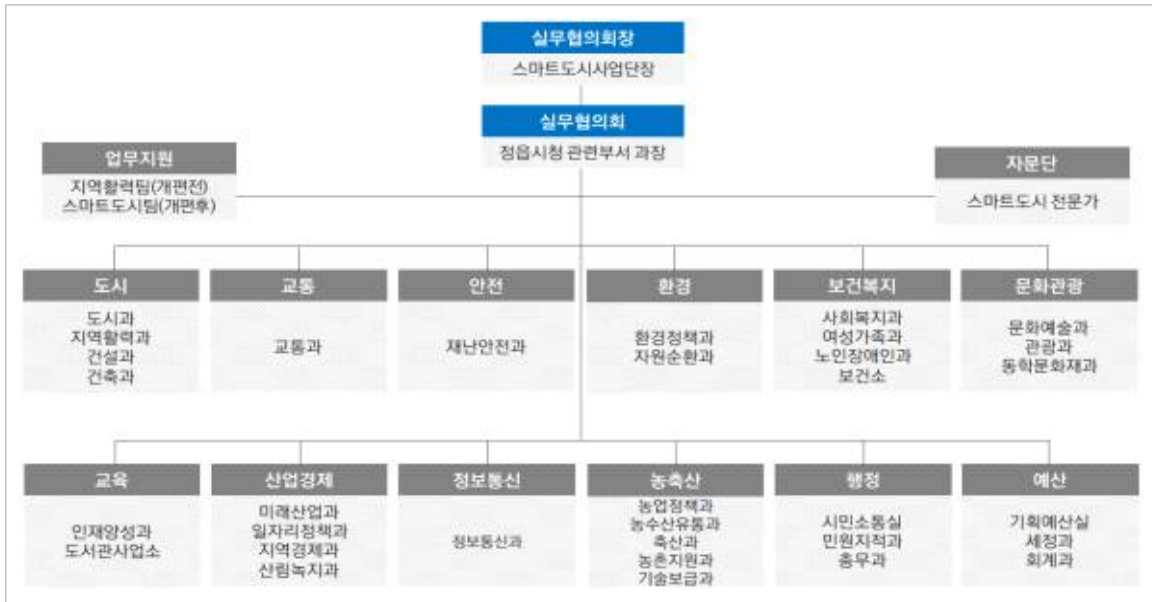 실무협의회장
스마트도시사업단장
실무협의회
정읍시청 관련부서 과장
업무지원
지역활력팀(개편전)
스마트도시팀(개편후)
자문단
스마트도시 전문가
도시
도시과
지역활력과
건설과
건축과
교통
교통과
안전
재난안전과
환경
환경정책과
자원순환과
보건복지
사회복지과
여성가족과
노인장애인과
보건소
문화관광
문화예술과
관광과
동학문화재과
교육
인재양성과
도서관사업소
산업경제
미래산업과
일자리정책과
지역경제과
산림녹지과
정보통신
정보통신과
농축산
농업정책과
농수산유통과
축산과
농촌지원과
기술보급과
행정
시민소통실
민원지적과
총무과
예산
기획예산실
세정과
회계과